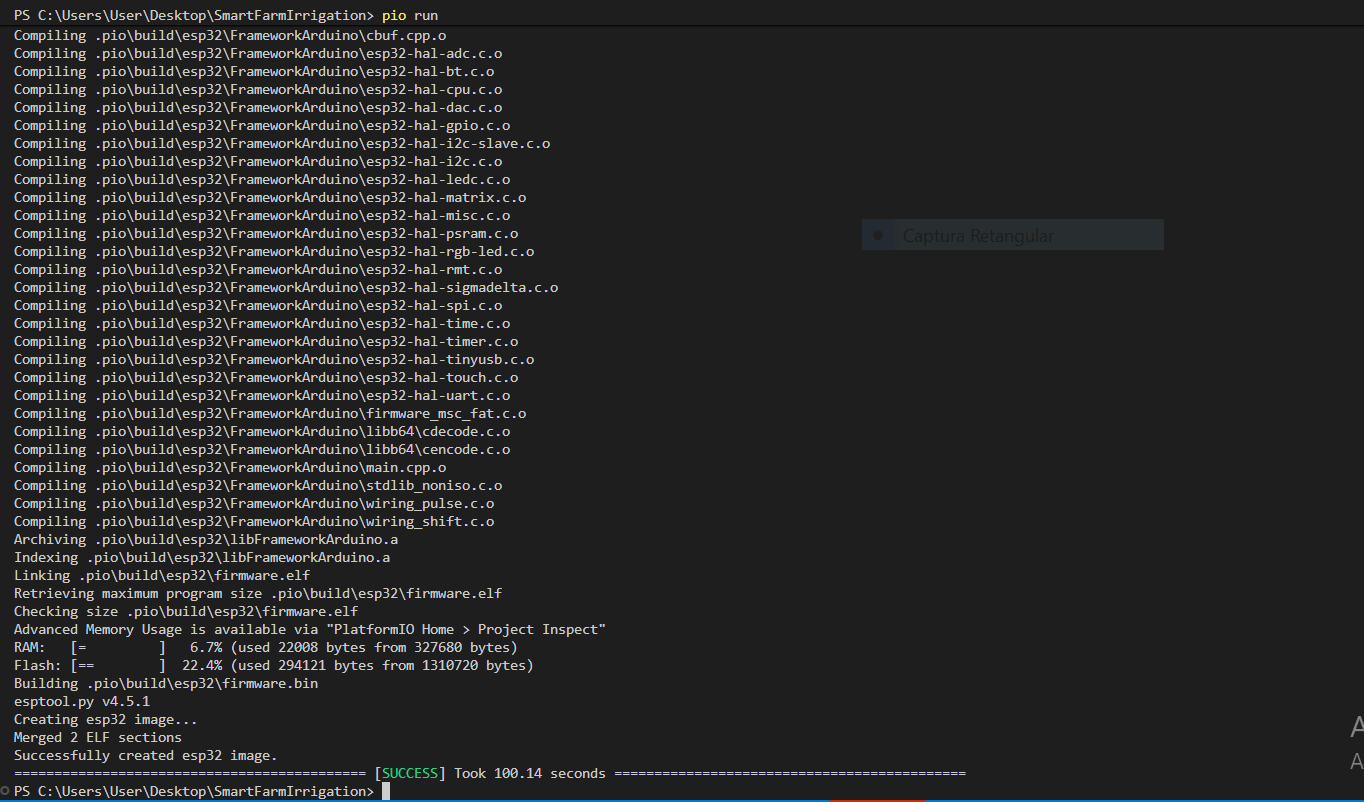 PS C:\Users\User\Desktop\SmartFarmIrrigation> pio run
Compiling .pio\build\esp32\FrameworkArduino\cbuf.cpp.o
Compiling .pio\build\esp32\FrameworkArduino\esp32-hal-adc.c.o
Compiling .pio\build\esp32\FrameworkArduino\esp32-hal-bt.c.o
Compiling .pio\build\esp32\FrameworkArduino\esp32-hal-cpu.c.o
Compiling .pio\build\esp32\FrameworkArduino\esp32-hal-dac.c.o
Compiling .pio\build\esp32\FrameworkArduino\esp32-hal-gpio.c.o
Compiling .pio\build\esp32\FrameworkArduino\esp32-hal-i2c-slave.c.o
Compiling .pio\build\esp32\FrameworkArduino\esp32-hal-i2c.c.o
Compiling .pio\build\esp32\FrameworkArduino\esp32-hal-ledc.c.o
Compiling .pio\build\esp32\FrameworkArduino\esp32-hal-matrix.c.o
Compiling .pio\build\esp32\FrameworkArduino\esp32-hal-misc.c.o
Compiling .pio\build\esp32\FrameworkArduino\esp32-hal-psram.c.o
Captura Retangular
Compiling .pio\build\esp32\FrameworkArduino\esp32-hal-rgb-led.c.o
Compiling .pio\build\esp32\FrameworkArduino\esp32-hal-rmt.c.o
Compiling .pio\build\esp32\FrameworkArduino\esp32-hal-sigmadelta.c.o
Compiling .pio\build\esp32\FrameworkArduino\esp32-hal-spi.c.o
Compiling .pio\build\esp32\FrameworkArduino\esp32-hal-time.c.o
Compiling .pio\build\esp32\FrameworkArduino\esp32-hal-timer.c.o
Compiling .pio\build\esp32\FrameworkArduino\esp32-hal-tinyusb.c.o
Compiling .pio\build\esp32\FrameworkArduino\esp32-hal-touch.c.o
Compiling .pio\build\esp32\FrameworkArduino\esp32-hal-uart.c.o
Compiling .pio\build\esp32\FrameworkArduino\firmware_msc_fat.c.o
Compiling .pio\build\esp32\FrameworkArduino\libb64\cdecode.c.o
Compiling .pio\build\esp32\FrameworkArduino\libb64\cencode.c.o
Compiling .pio\build\esp32\FrameworkArduino\main.cpp.o
Compiling .pio\build\esp32\FrameworkArduino\stdlib_noniso.c.o
Compiling .pio\build\esp32\FrameworkArduino\wiring_pulse.c.o
Compiling .pio\build\esp32\FrameworkArduino\wiring_shift.c.o
Archiving .pio\build\esp32\libFrameworkArduino.a
Indexing .pio\build\esp32\libFrameworkArduino.a
Linking .pio\build\esp32\firmware.elf
Retrieving maximum program size .pio\build\esp32\firmware.elf
Checking size .pio\build\esp32\firmware.elf
Advanced Memory Usage is available via "PlatformIO Home > Project Inspect"
RAM:   [=         ]   6.7% (used 22008 bytes from 327680 bytes)
Flash: [==        ]  22.4% (used 294121 bytes from 1310720 bytes)
Building .pio\build\esp32\firmware.bin
esptool.py v4.5.1
Creating esp32 image...
Merged 2 ELF sections
Successfully created esp32 image.
============================================ [SUCCESS] Took 100.14 seconds ============================================
PS C:\Users\User\Desktop\SmartFarmIrrigation>